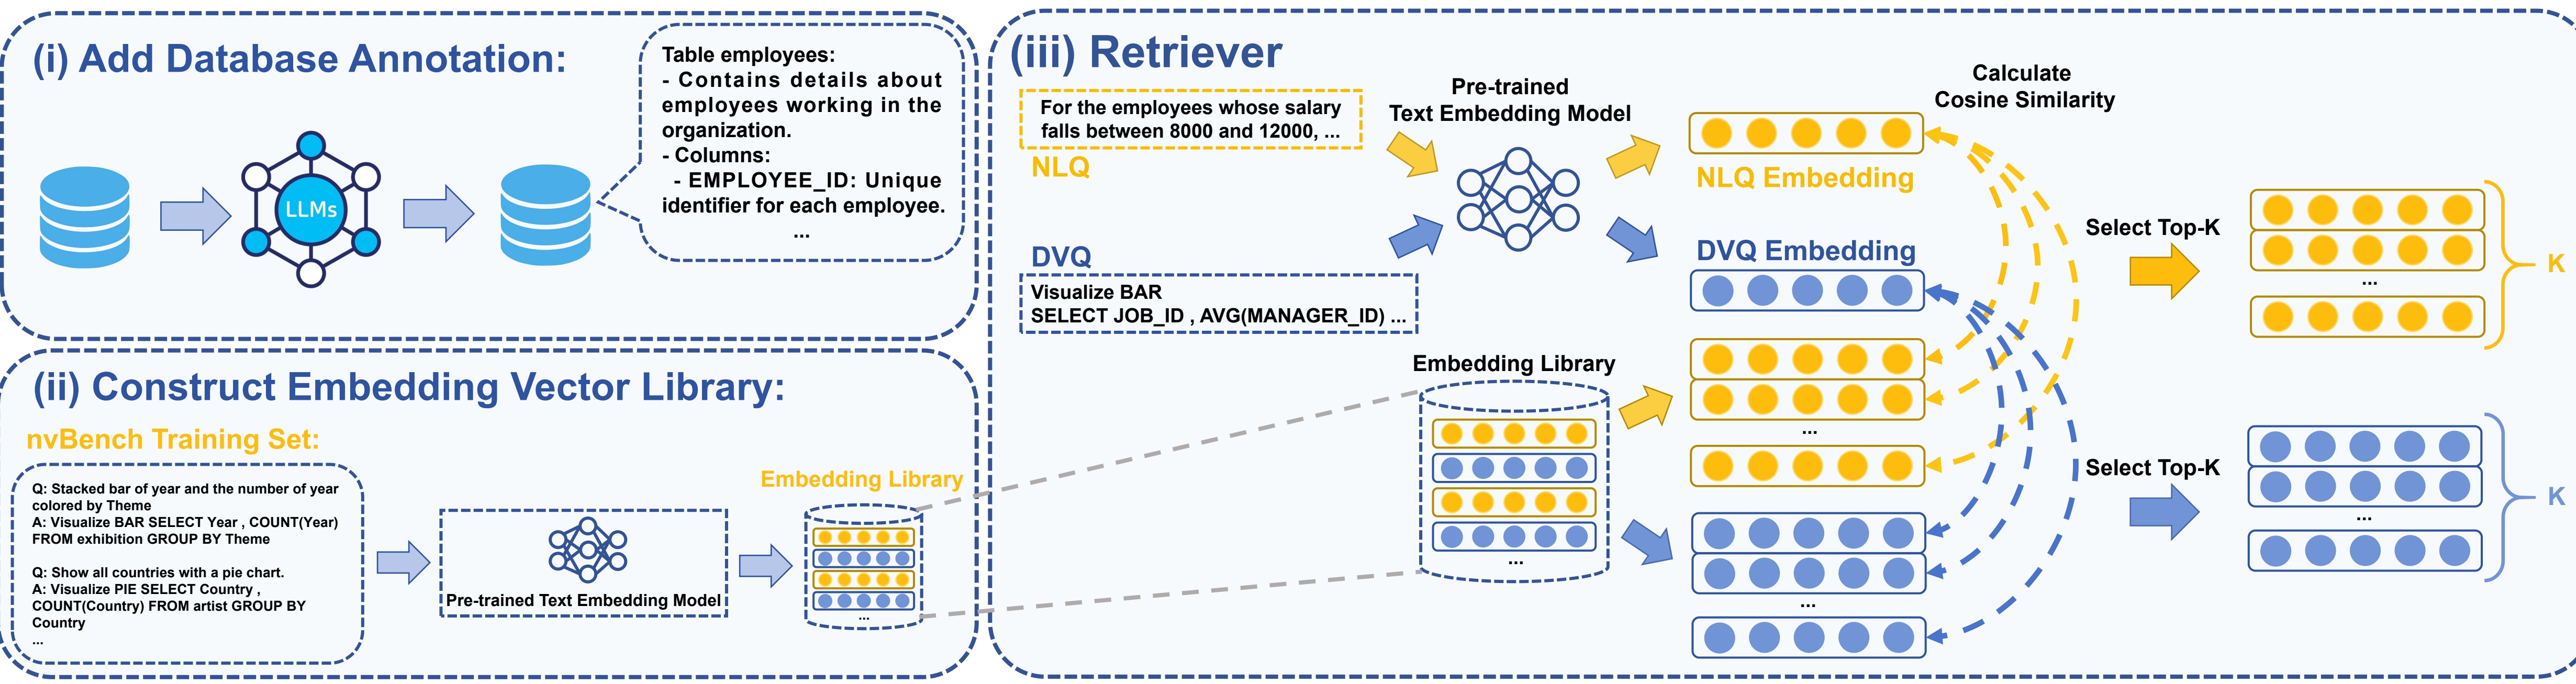 (i) Add Database Annotation:
LLMs
Table employees:
- Contains details about
employees working in the
organization.
- Columns:
- EMPLOYEE_ID: Unique
identifier for each employee.
...
(ii) Construct Embedding Vector Library:
nvBench Training Set:
Q: Stacked bar of year and the number of year
colored by Theme
A: Visualize BAR SELECT Year , COUNT(Year)
FROM exhibition GROUP BY Theme
Q: Show all countries with a pie chart.
A: Visualize PIE SELECT Country ,
COUNT(Country) FROM artist GROUP BY
Country
...
Pre-trained Text Embedding Model
Embedding Library
...
(iii) Retriever
For the employees whose salary
falls between 8000 and 12000, ...
NLQ
DVQ
Visualize BAR
SELECT JOB_ID , AVG(MANAGER_ID) ...
Pre-trained
Text Embedding Model
NLQ Embedding
DVQ Embedding
Calculate
Cosine Similarity
Embedding Library
...
...
...
Select Top-K
...
K
Select Top-K
...
K